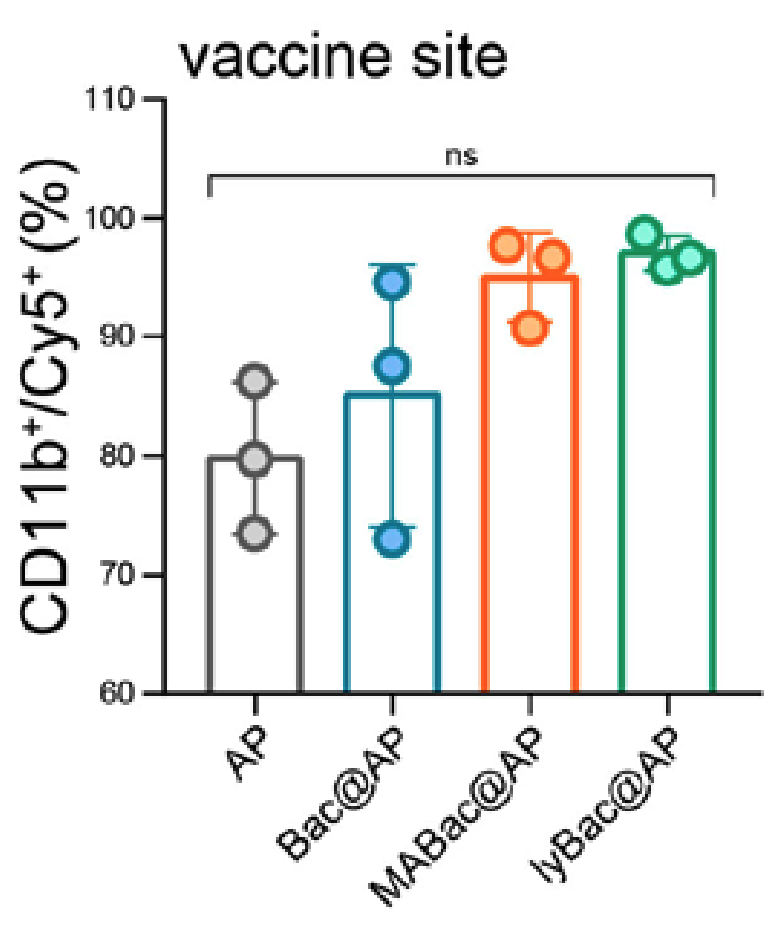 vaccine site
CD11b⁺/Cy5⁺ (%)
110
100
90
80
70
60
ns
AP
Bac@AP
MABac@AP
lyBac@AP